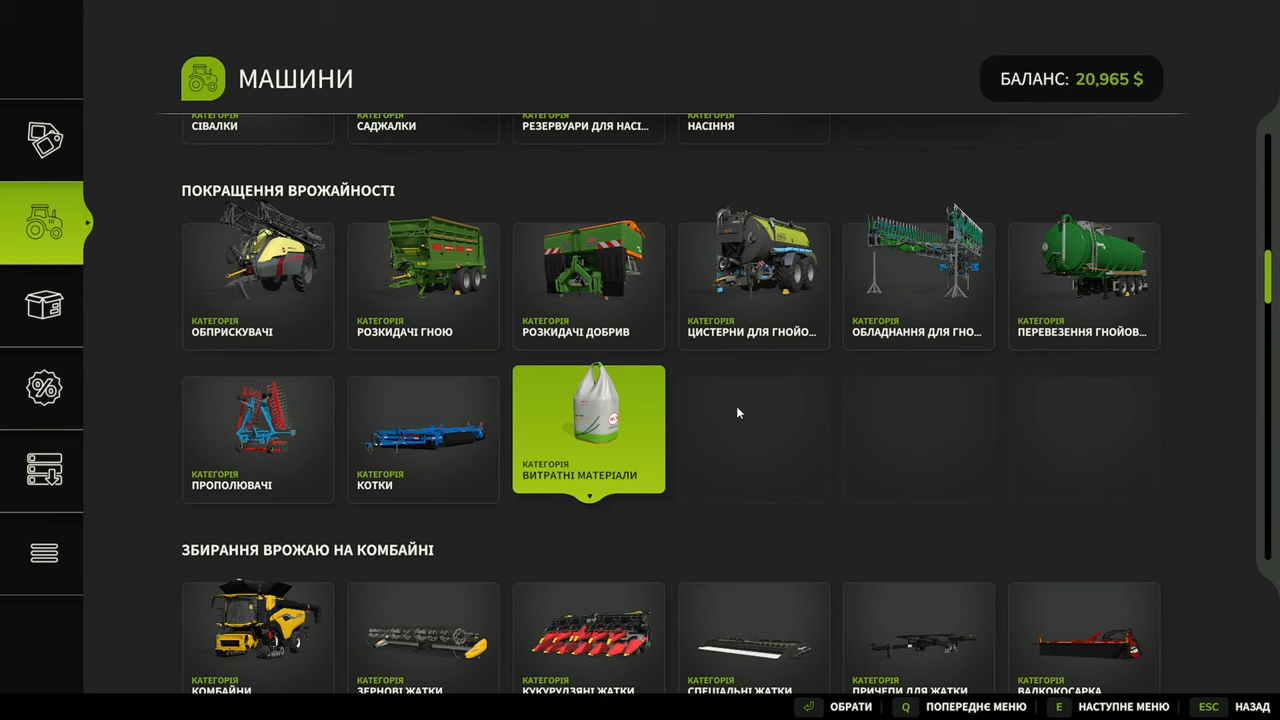 МАШИНИ
БАЛАНС: 20,965 $
КАТЕГОРІЯ
СІВАЛКИ
КАТЕГОРІЯ
САДЖАЛКИ
КАТЕГОРІЯ
РЕЗЕРВУАРИ ДЛЯ НАСІ...
КАТЕГОРІЯ
НАСІННЯ
ПОКРАЩЕННЯ ВРОЖАЙНОСТІ
КАТЕГОРІЯ
ОБПРИСКУВАЧІ
КАТЕГОРІЯ
РОЗКИДАЧІ ГНОЮ
КАТЕГОРІЯ
РОЗКИДАЧІ ДОБРИВ
КАТЕГОРІЯ
ЦИСТЕРНИ ДЛЯ ГНОЙО...
КАТЕГОРІЯ
ОБЛАДНАННЯ ДЛЯ ГНО...
КАТЕГОРІЯ
ПЕРЕВЕЗЕННЯ ГНОЙОВ...
КАТЕГОРІЯ
ПРОПОЛЮВАЧІ
КАТЕГОРІЯ
КОТКИ
КАТЕГОРІЯ
ВИТРАТНІ МАТЕРІАЛИ
ЗБИРАННЯ ВРОЖАЮ НА КОМБАЙНІ
КАТЕГОРІЯ
КОМБАЙНИ
КАТЕГОРІЯ
ЗЕРНОВІ ЖАТКИ
КАТЕГОРІЯ
КУКУРУДЗЯНІ ЖАТКИ
КАТЕГОРІЯ
СПЕЦІАЛЬНІ ЖАТКИ
КАТЕГОРІЯ
ПРИЧЕПИ ДЛЯ ЖАТКИ
КАТЕГОРІЯ
ВАЛКОКОСАРКА
ОБРАТИ
Q ПОПЕРЕДНЄ МЕНЮ
E НАСТУПНЕ МЕНЮ
ESC НАЗАД